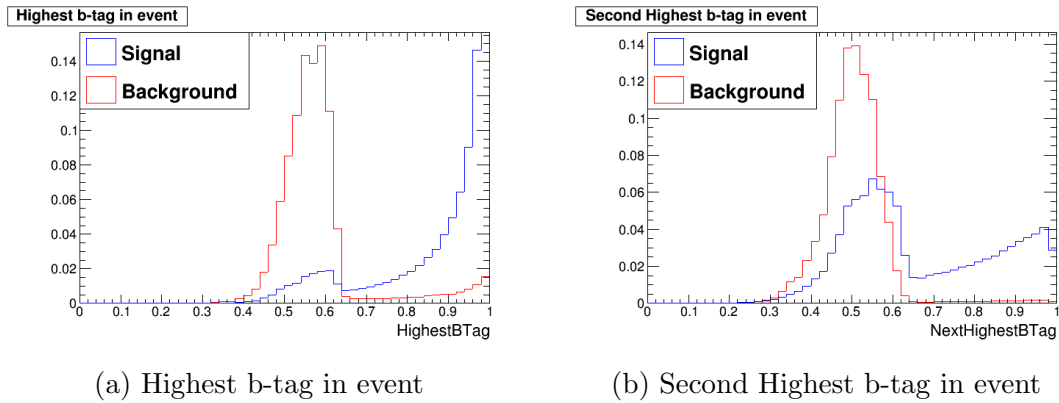 Highest b-tag in event
Signal
Background
0.14
0.12
0.1
0.08
0.06
0.04
0.02
0
0 0.1 0.2 0.3 0.4 0.5 0.6 0.7 0.8 0.9 1
HighestBTag
(a) Highest b-tag in event
Second Highest b-tag in event
Signal
Background
0.14
0.12
0.1
0.08
0.06
0.04
0.02
0
0 0.1 0.2 0.3 0.4 0.5 0.6 0.7 0.8 0.9 1
NextHighestBTag
(b) Second Highest b-tag in event